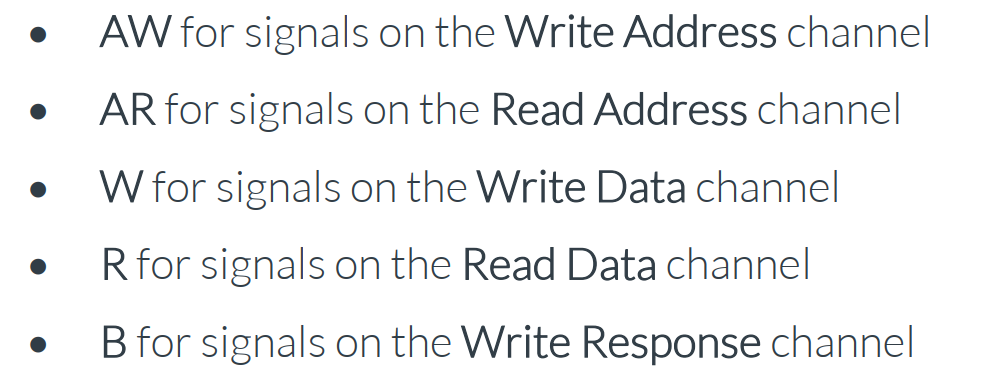 • AW for signals on the Write Address channel
• AR for signals on the Read Address channel
• W for signals on the Write Data channel
• R for signals on the Read Data channel
• B for signals on the Write Response channel